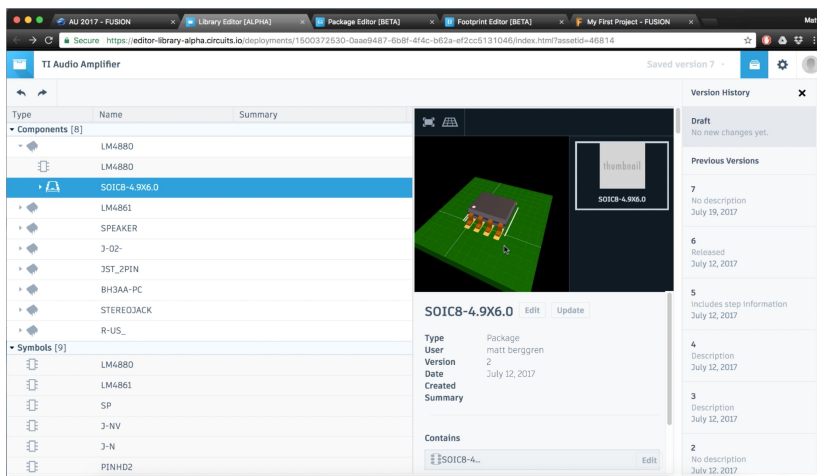 AU 2017 - FUSION
Library Editor [ALPHA]
Package Editor [BETA]
Footprint Editor [BETA]
My First Project - FUSION
Mat
Secure https://editor-library-alpha.circuits.io/deployments/1500372530-0aae9487-6b8f-4f4c-b62a-ef2cc5131046/index.html?assetid=46814
TI Audio Amplifier
Saved version 7
Type Name Summary
Components [8]
LM4880
LM4880
SOIC8-4.9X6.0
LM4861
SPEAKER
J-02-
JST_2PIN
BH3AA-PC
STEREOJACK
R-US_
Symbols [9]
LM4880
LM4861
SP
J-NV
J-N
PINHD2
thumbnail
SOIC8-4.9X6.0
SOIC8-4.9X6.0 Edit Update
Type Package
User matt berggren
Version 2
Date July 12, 2017
Created
Summary
Contains
SOIC8-4... Edit
Version History
Draft
No new changes yet.
Previous Versions
7
No description
July 19, 2017
6
Released
July 12, 2017
5
Includes step information
July 12, 2017
4
Description
July 12, 2017
3
Description
July 12, 2017
2
No description
July 12, 2017